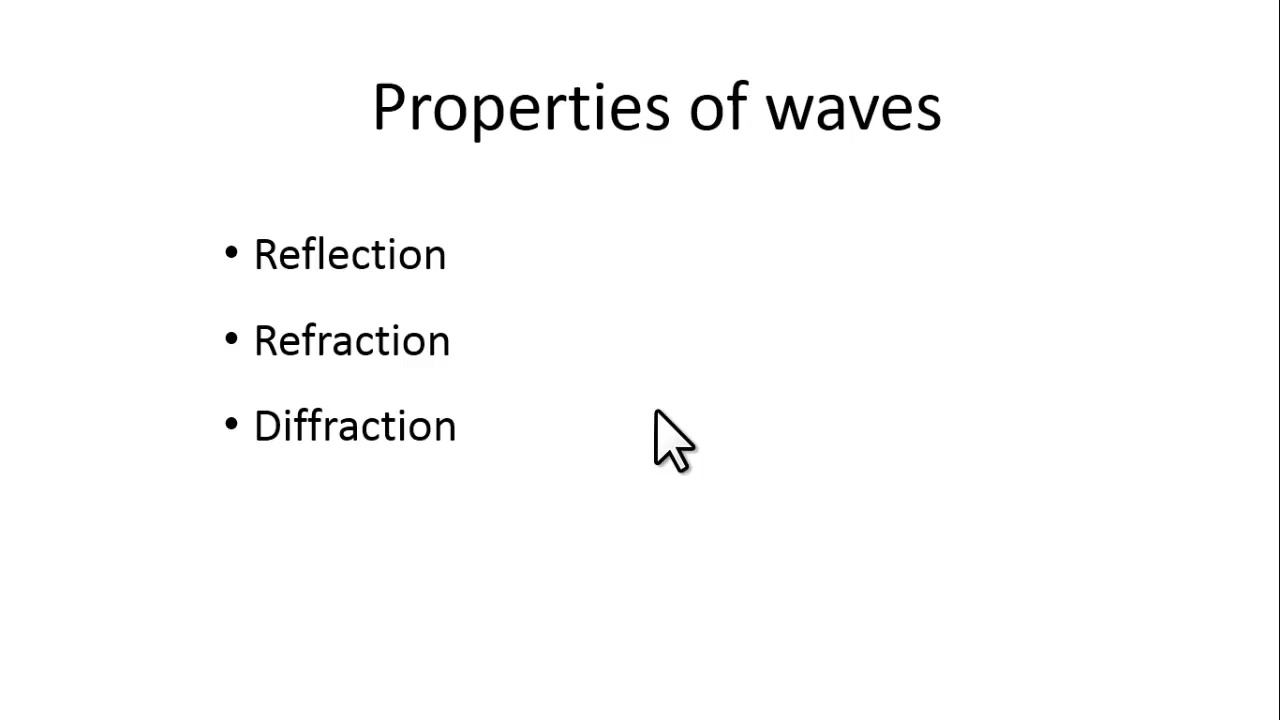 Properties of waves
• Reflection
• Refraction
• Diffraction